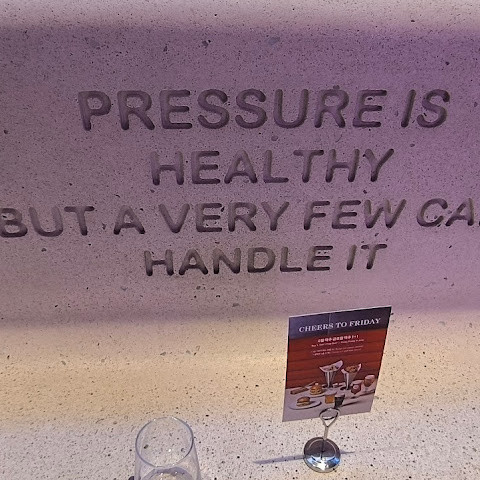 PRESSURE IS
HEALTHY
BUT A VERY FEW CA
HANDLE IT
CHEERS TO FRIDAY